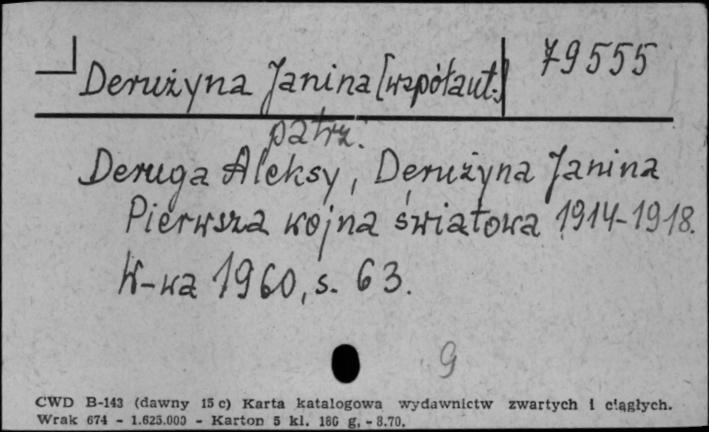 Derużyna Janina [współaut.] 79555
patrz:
Deruga Aleksy, Derużyna Janina
Pierwsza wojna światowa 1914-1918.
W-wa 1960, s. 63.
g
CWD B-143 (dawny 15 c) Karta katalogowa wydawnictw zwartych i ciągłych.
Wrak 674 - 1.625.000 - Karton 5 kl. 180 g. - 8.70.